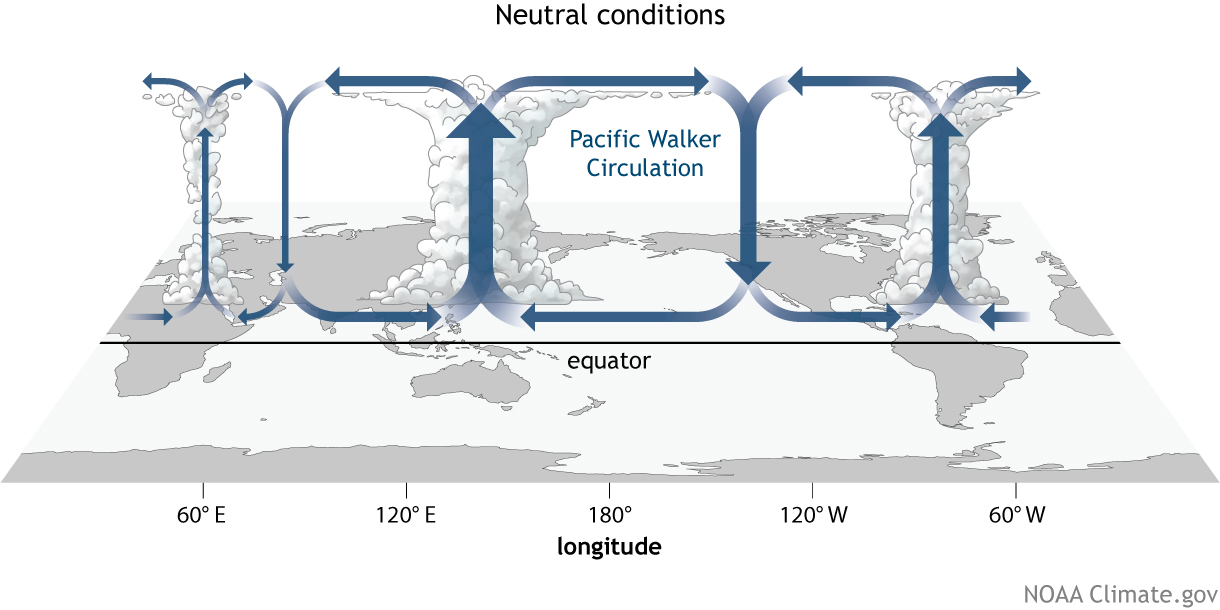 Neutral conditions
Pacific Walker
Circulation
equator
60° E
120° E
180°
120° W
60° W
longitude
NOAA Climate.gov